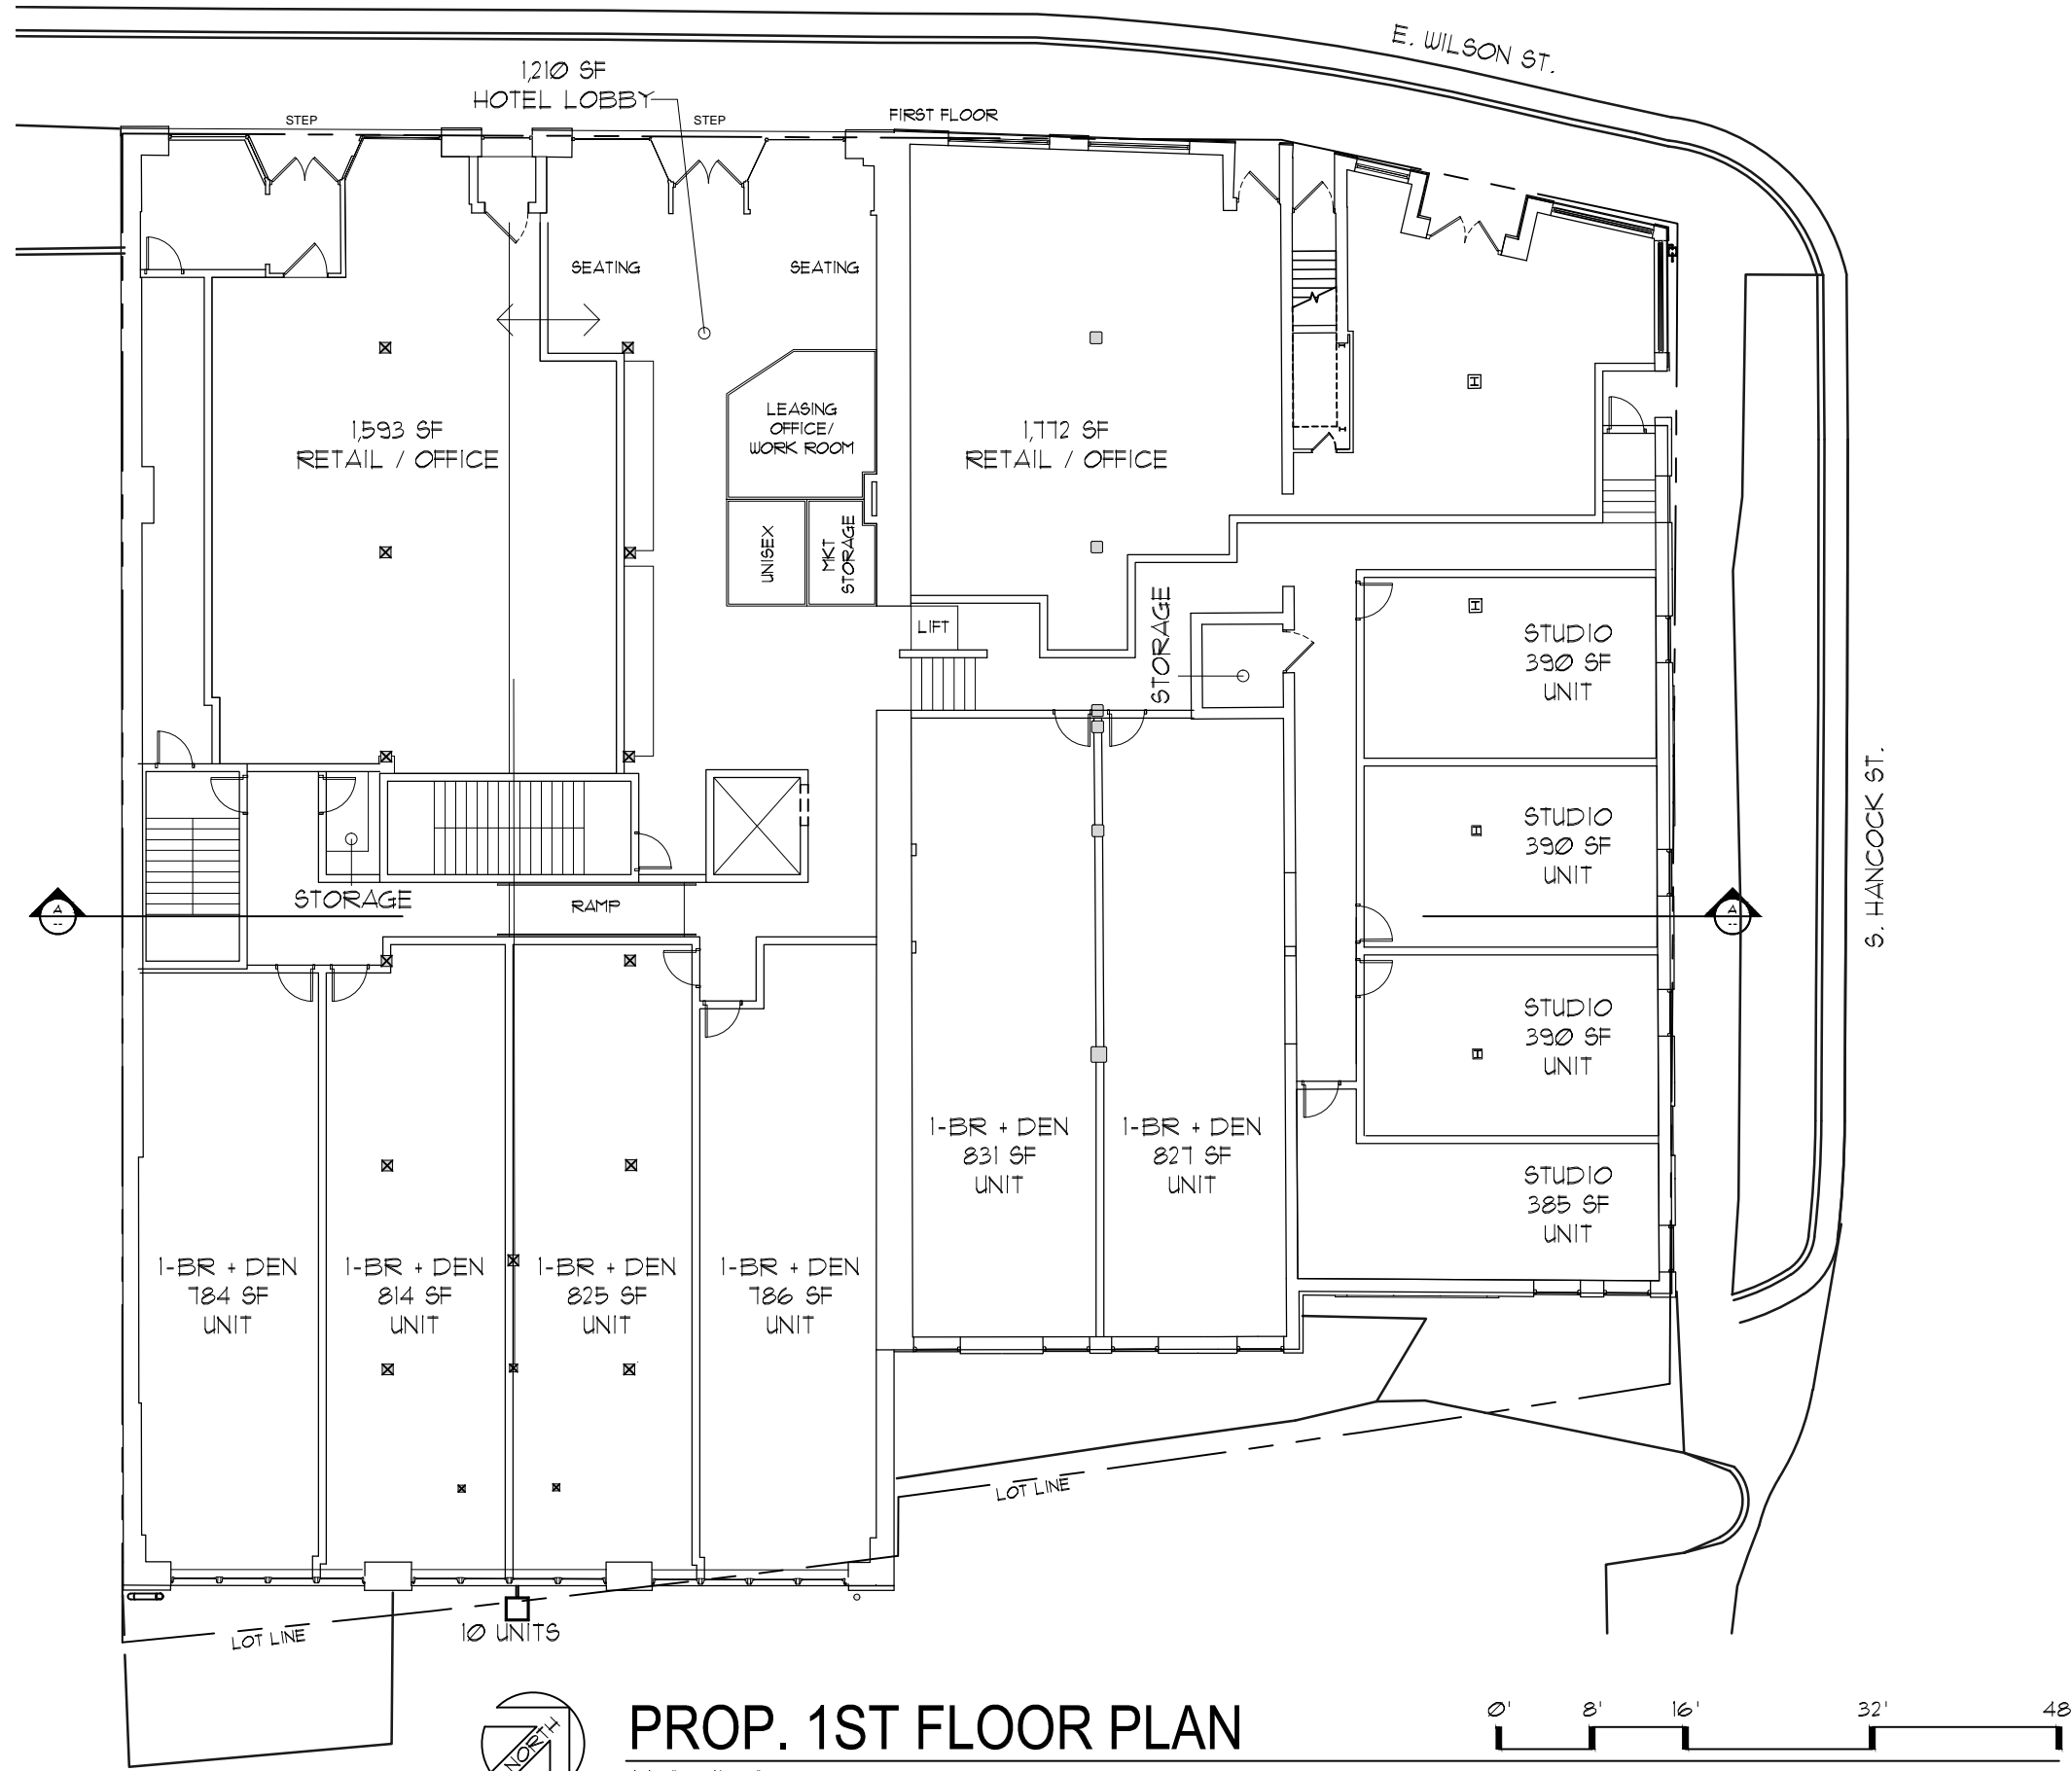 E. WILSON ST.
1,210 SF
HOTEL LOBBY
STEP
STEP
FIRST FLOOR
SEATING
SEATING
LEASING
OFFICE/
WORK ROOM
1,593 SF
RETAIL / OFFICE
1,772 SF
RETAIL / OFFICE
UNISEX
MKT
STORAGE
LIFT
STORAGE
STUDIO
390 SF
UNIT
STUDIO
390 SF
UNIT
S. HANCOCK ST.
STORAGE
RAMP
A
--
A
--
STUDIO
390 SF
UNIT
1-BR + DEN
831 SF
UNIT
1-BR + DEN
827 SF
UNIT
STUDIO
385 SF
UNIT
1-BR + DEN
784 SF
UNIT
1-BR + DEN
814 SF
UNIT
1-BR + DEN
825 SF
UNIT
1-BR + DEN
786 SF
UNIT
LOT LINE
LOT LINE
10 UNITS
NORTH
PROP. 1ST FLOOR PLAN
0' 8' 16' 32' 48